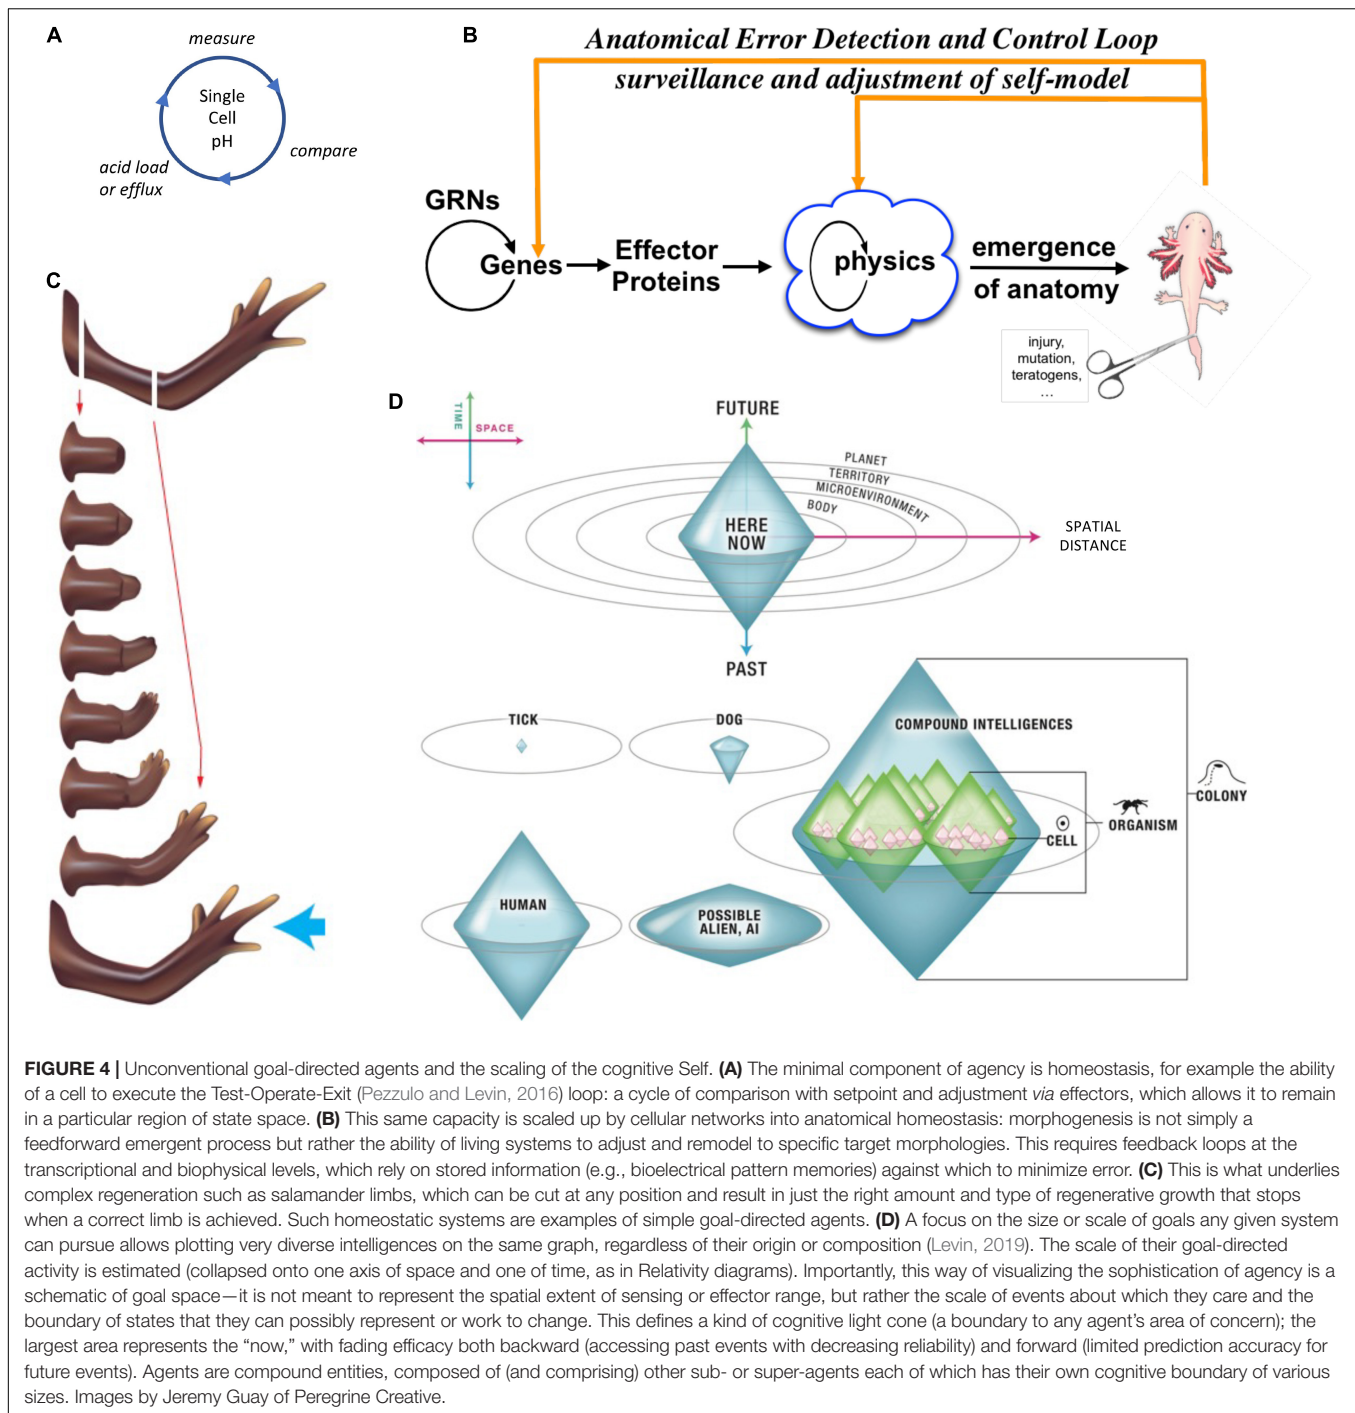 A
measure
Single
Cell
pH
acid load
or efflux
compare
B
Anatomical Error Detection and Control Loop
surveillance and adjustment of self-model
GRNs
Genes
Effector
Proteins
physics
emergence
of anatomy
injury,
mutation,
teratogens,
...
C
D
TIME
SPACE
FUTURE
PLANET
TERRITORY
MICROENVIRONMENT
BODY
HERE
NOW
SPATIAL
DISTANCE
PAST
TICK
DOG
COMPOUND INTELLIGENCES
COLONY
ORGANISM
CELL
HUMAN
POSSIBLE
ALIEN, AI
FIGURE 4 | Unconventional goal-directed agents and the scaling of the cognitive Self. (A) The minimal component of agency is homeostasis, for example the ability
of a cell to execute the Test-Operate-Exit (Pezzulo and Levin, 2016) loop: a cycle of comparison with setpoint and adjustment via effectors, which allows it to remain
in a particular region of state space. (B) This same capacity is scaled up by cellular networks into anatomical homeostasis: morphogenesis is not simply a
feedforward emergent process but rather the ability of living systems to adjust and remodel to specific target morphologies. This requires feedback loops at the
transcriptional and biophysical levels, which rely on stored information (e.g., bioelectrical pattern memories) against which to minimize error. (C) This is what underlies
complex regeneration such as salamander limbs, which can be cut at any position and result in just the right amount and type of regenerative growth that stops
when a correct limb is achieved. Such homeostatic systems are examples of simple goal-directed agents. (D) A focus on the size or scale of goals any given system
can pursue allows plotting very diverse intelligences on the same graph, regardless of their origin or composition (Levin, 2019). The scale of their goal-directed
activity is estimated (collapsed onto one axis of space and one of time, as in Relativity diagrams). Importantly, this way of visualizing the sophistication of agency is a
schematic of goal space—it is not meant to represent the spatial extent of sensing or effector range, but rather the scale of events about which they care and the
boundary of states that they can possibly represent or work to change. This defines a kind of cognitive light cone (a boundary to any agent's area of concern); the
largest area represents the "now," with fading efficacy both backward (accessing past events with decreasing reliability) and forward (limited prediction accuracy for
future events). Agents are compound entities, composed of (and comprising) other sub- or super-agents each of which has their own cognitive boundary of various
sizes. Images by Jeremy Guay of Peregrine Creative.